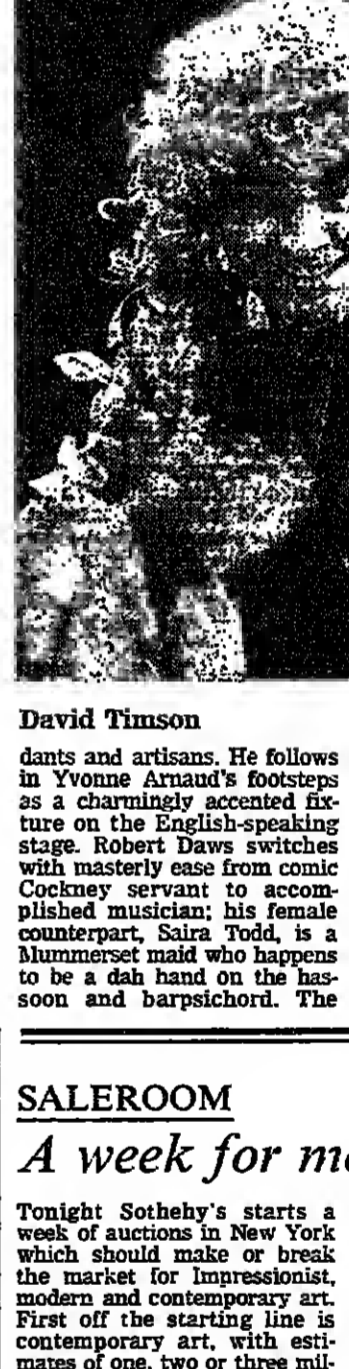 David Timson
dants and artisans. He follows
in Yvonne Arnaud's footsteps
as a charmingly accented fix-
ture on the English-speaking
stage. Robert Daws switches
with masterly ease from comic
Cockney servant to accom-
plished musician; his female
counterpart, Saira Todd, is a
Mummerset maid who happens
to be a dah hand on the has-
soon and barpsichord. The
SALEROOM
A week for
Tonight Sothehy's starts a
week of auctions in New York
which should make or break
the market for Impressionist,
modern and contemporary art.
First off the starting line is
contemporary art, with esti-
mates of one, two or three mil-